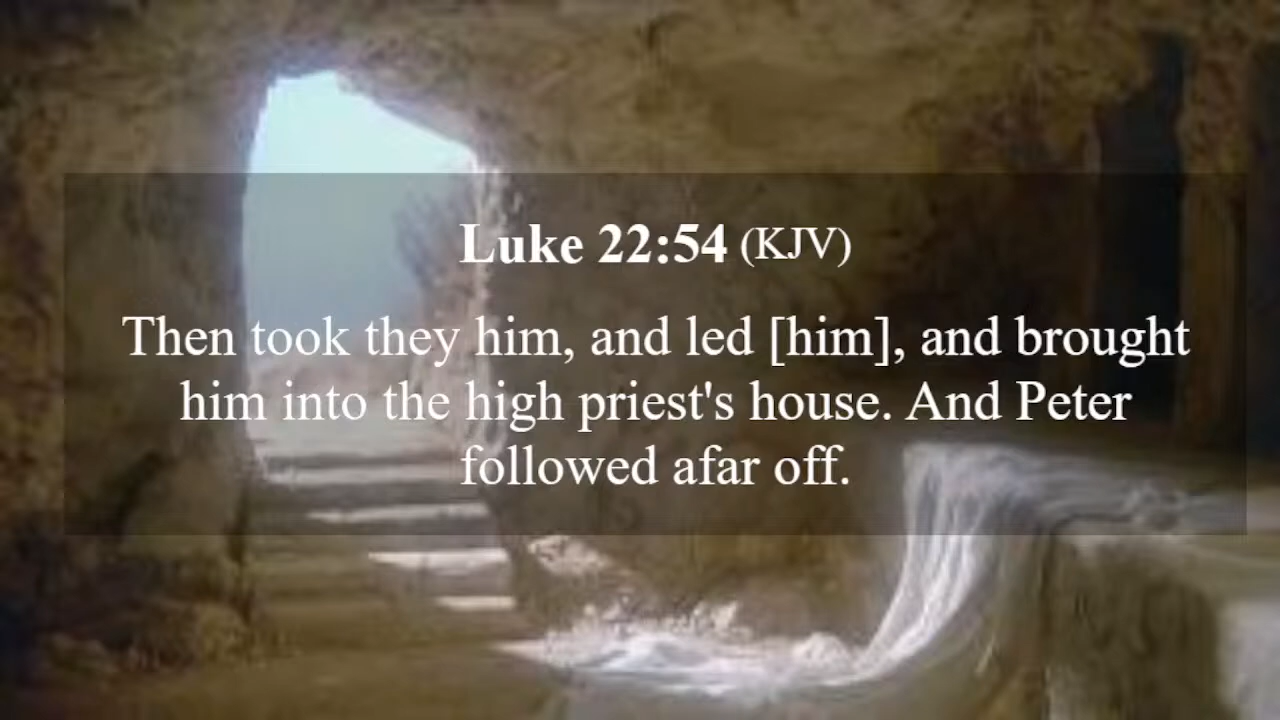 Luke 22:54 (KJV)
Then took they him, and led [him], and brought
him into the high priest's house. And Peter
followed afar off.